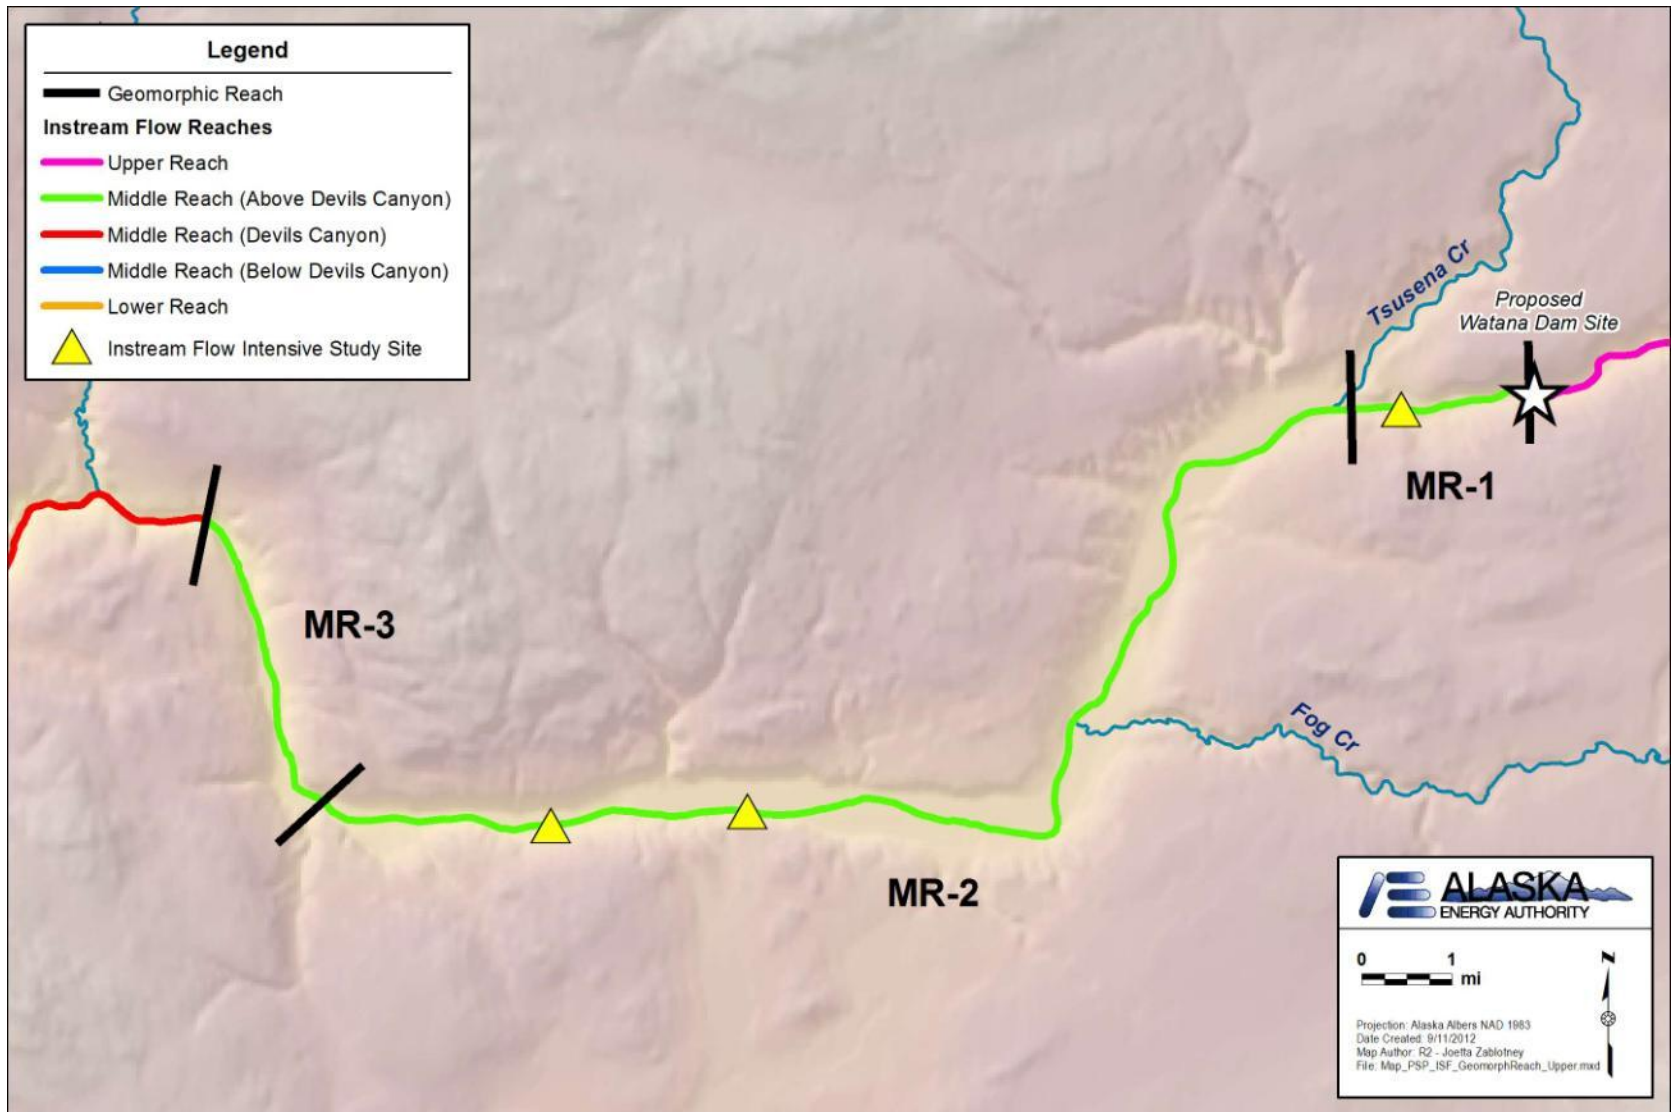 Legend
Geomorphic Reach
Instream Flow Reaches
Upper Reach
Middle Reach (Above Devils Canyon)
Middle Reach (Devils Canyon)
Middle Reach (Below Devils Canyon)
Lower Reach
Instream Flow Intensive Study Site
Tsusena Cr
Proposed
Watana Dam Site
MR-1
MR-3
Fog Cr
MR-2
ALASKA
ENERGY AUTHORITY
0 1
mi
N
Projection: Alaska Albers NAD 1983
Date Created: 9/11/2012
Map Author: R2 - Joetta Zablotney
File: Map_PSP_ISF_GeomorphReach_Upper.mxd